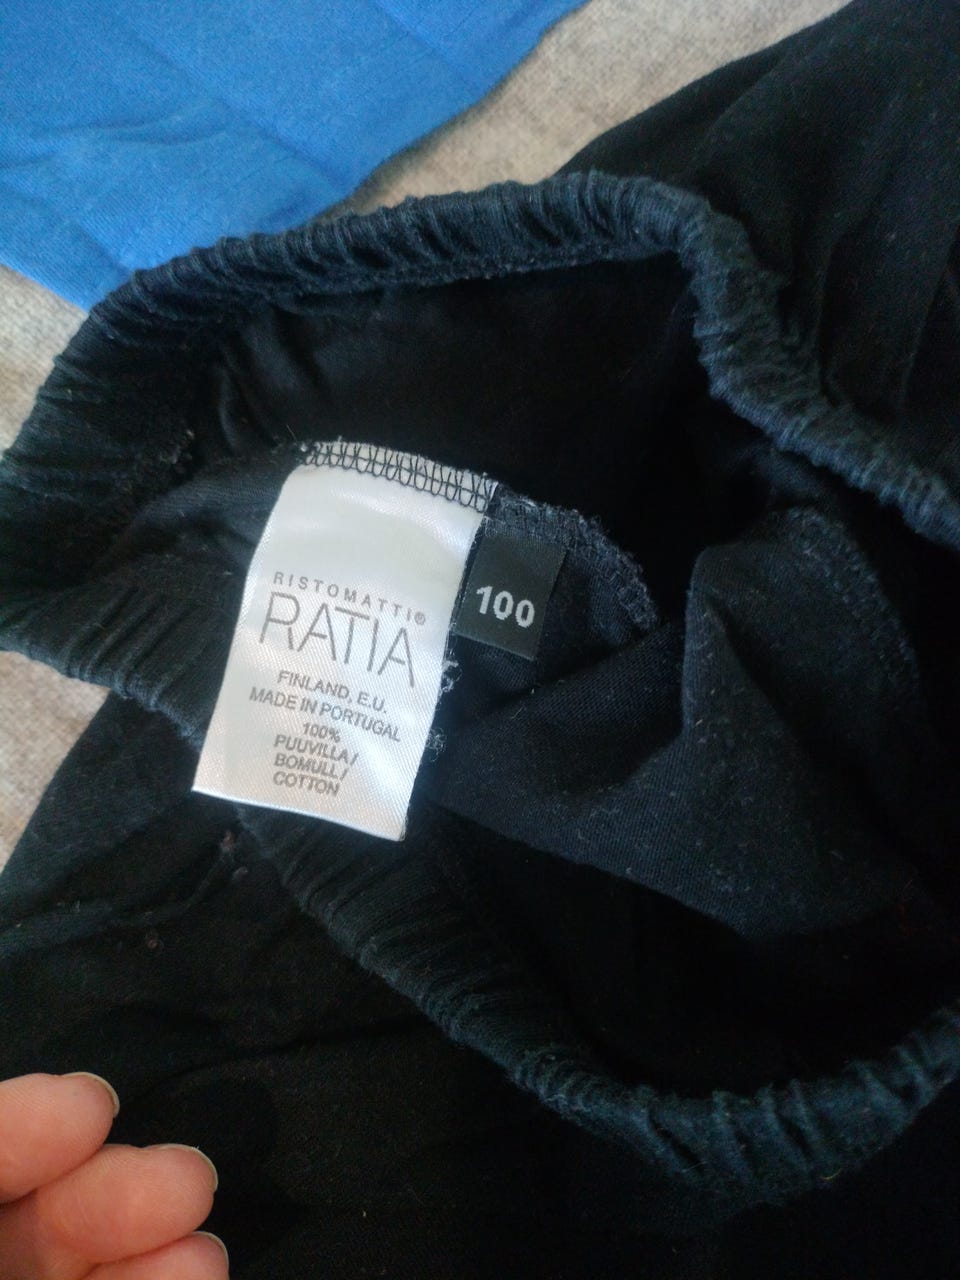 RISTOMATTI®
RATIA
FINLAND, E.U.
MADE IN PORTUGAL
100%
PUUVILLA/
BOMULL/
COTTON
100